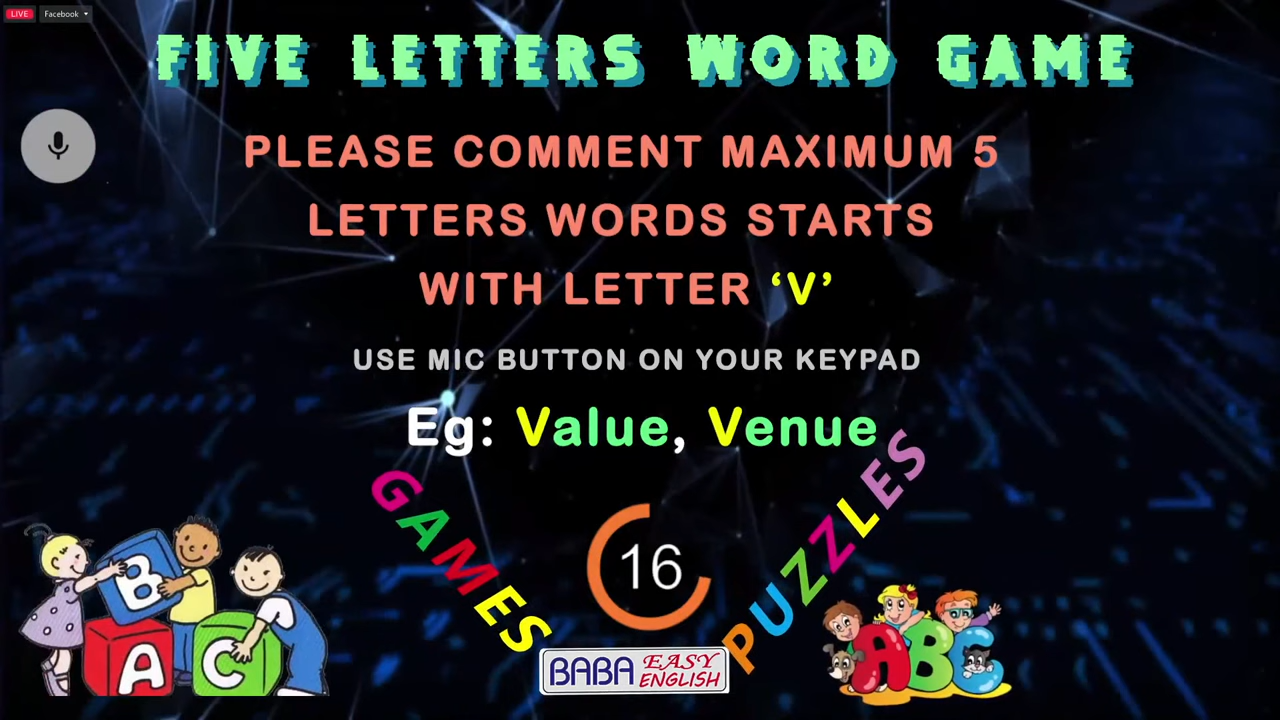 LIVE
Facebook
FIVE LETTERS WORD GAME
PLEASE COMMENT MAXIMUM 5
LETTERS WORDS STARTS
WITH LETTER ‘V’
USE MIC BUTTON ON YOUR KEYPAD
Eg: Value, Venue
GAMES
16
PUZZLES
B
A C
BABA EASY
ENGLISH
ABC